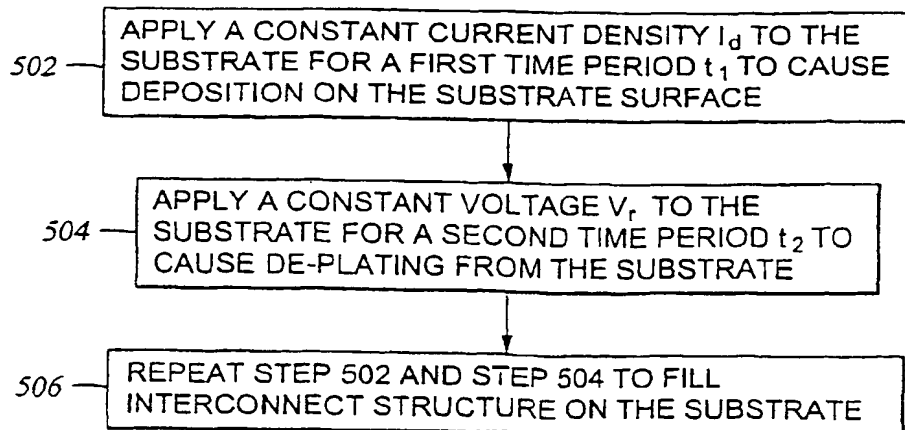 502
APPLY A CONSTANT CURRENT DENSITY Id TO THE
SUBSTRATE FOR A FIRST TIME PERIOD t1 TO CAUSE
DEPOSITION ON THE SUBSTRATE SURFACE
504
APPLY A CONSTANT VOLTAGE Vr TO THE
SUBSTRATE FOR A SECOND TIME PERIOD t2 TO
CAUSE DE-PLATING FROM THE SUBSTRATE
506
REPEAT STEP 502 AND STEP 504 TO FILL
INTERCONNECT STRUCTURE ON THE SUBSTRATE